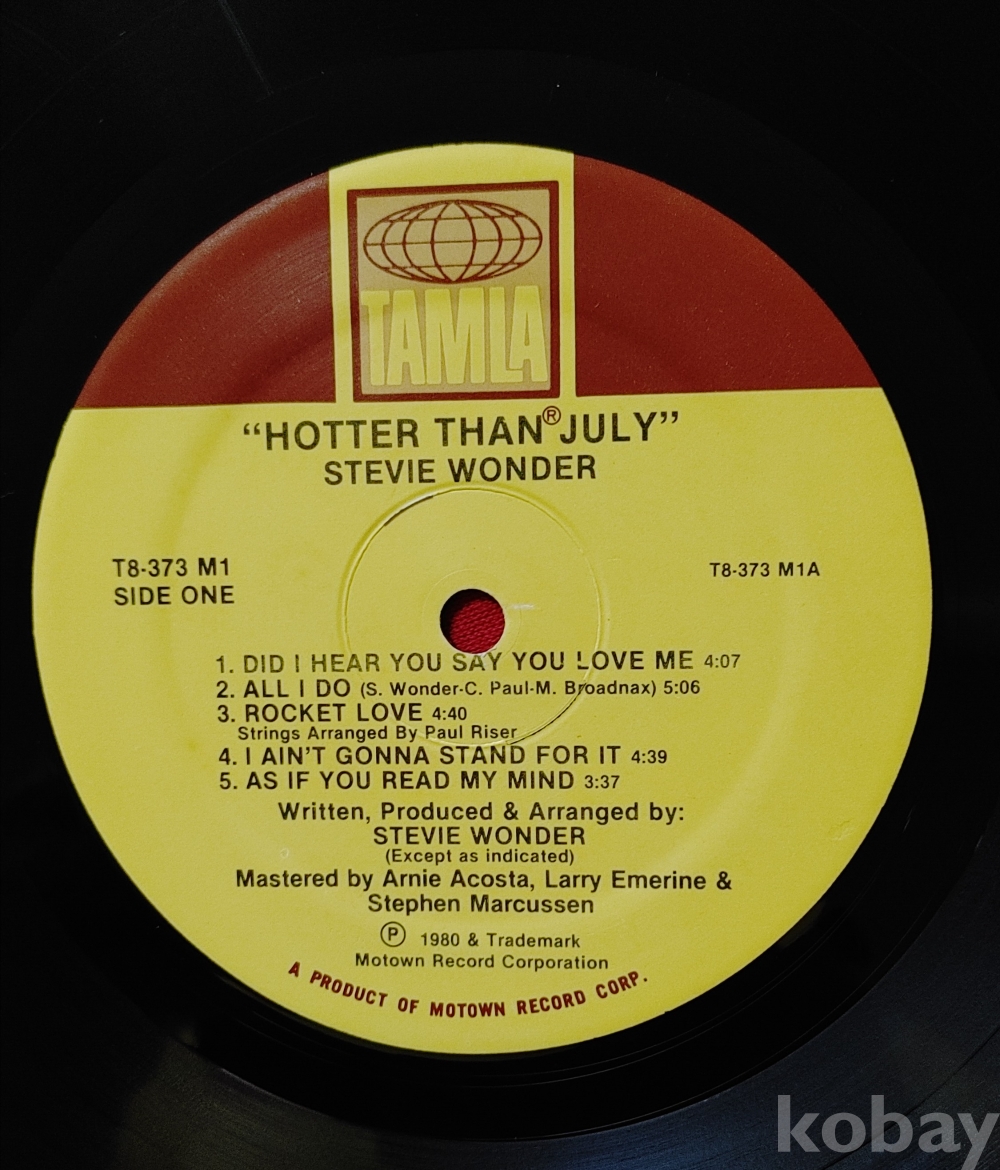 TAMLA
®
"HOTTER THAN JULY"
STEVIE WONDER
T8-373 M1
SIDE ONE
T8-373 M1A
1. DID I HEAR YOU SAY YOU LOVE ME 4:07
2. ALL I DO (S. Wonder-C. Paul-M. Broadnax) 5:06
3. ROCKET LOVE 4:40
Strings Arranged By Paul Riser
4. I AIN'T GONNA STAND FOR IT 4:39
5. AS IF YOU READ MY MIND 3:37
Written, Produced & Arranged by:
STEVIE WONDER
(Except as indicated)
Mastered by Arnie Acosta, Larry Emerine &
Stephen Marcussen
℗ 1980 & Trademark
Motown Record Corporation
A PRODUCT OF MOTOWN RECORD CORP.
kobay